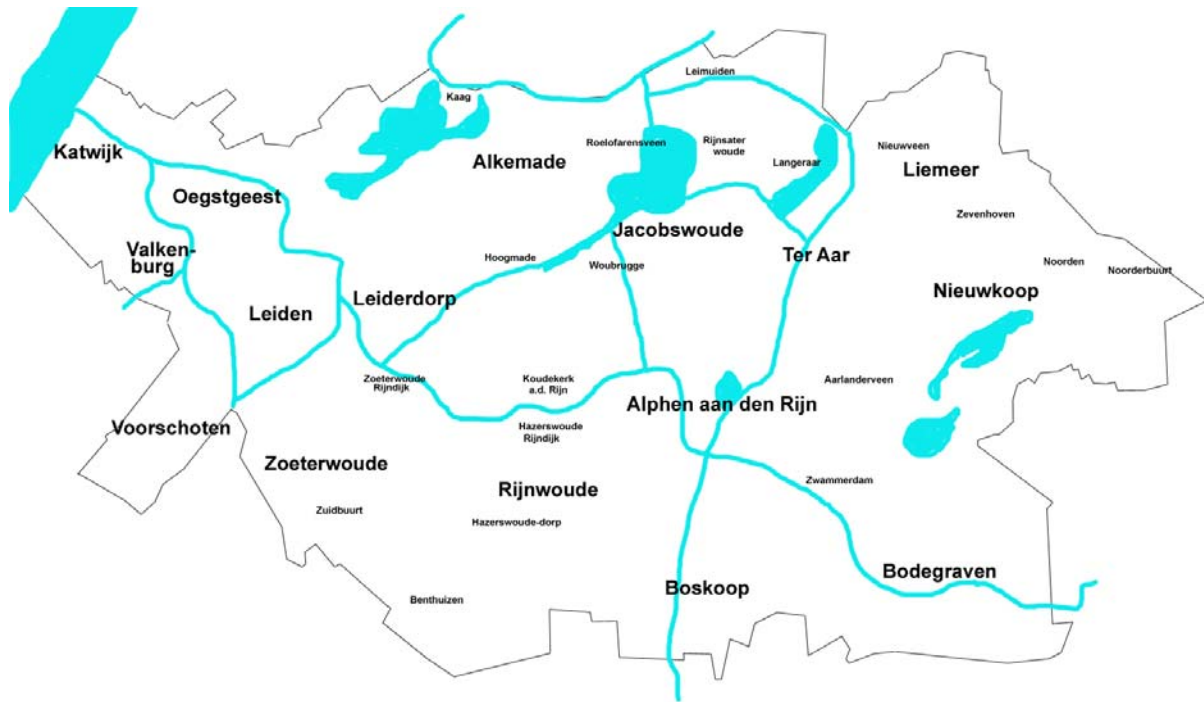 Leimuiden
Kaag
Katwijk
Roelofarensveen
Rijnsater
woude
Nieuwveen
Alkemade
Langeraar
Liemeer
Oegstgeest
Zevenhoven
Jacobswoude
Valken-
burg
Hoogmade
Woubrugge
Ter Aar
Noorden
Noorderbuurt
Leiderdorp
Nieuwkoop
Leiden
Zoeterwoude
Rijndijk
Koudekerk
a.d. Rijn
Aarlanderveen
Alphen aan den Rijn
Voorschoten
Hazerswoude
Rijndijk
Zoeterwoude
Zwammerdam
Rijnwoude
Zuidbuurt
Hazerswoude-dorp
Bodegraven
Boskoop
Benthuizen